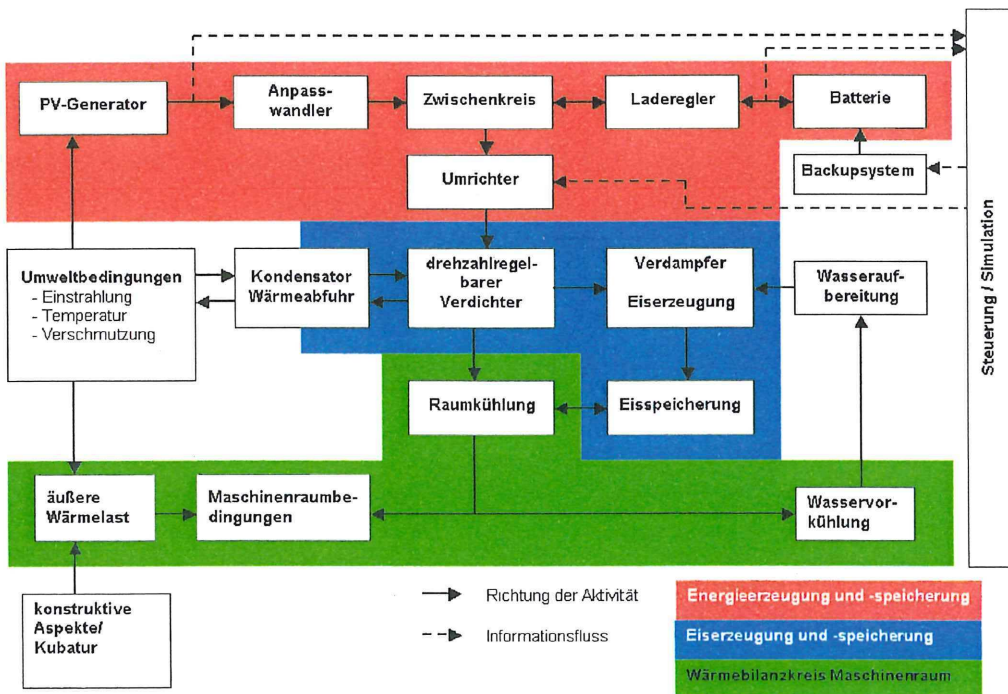 PV-Generator
Anpass-
wandler
Zwischenkreis
Laderegler
Batterie
Umrichter
Backupsystem
Umweltbedingungen
- Einstrahlung
- Temperatur
- Verschmutzung
Kondensator
Wärmeabfuhr
drehzahlregel-
barer
Verdichter
Verdampfer
Eiserzeugung
Wasserauf-
bereitung
Raumkühlung
Eisspeicherung
äußere
Wärmelast
Maschinenraumbe-
dingungen
Wasservor-
kühlung
konstruktive
Aspekte/
Kubatur
Richtung der Aktivität
Informationsfluss
Energieerzeugung und -speicherung
Eiserzeugung und -speicherung
Wärmebilanzkreis Maschinenraum
Steuerung / Simulation